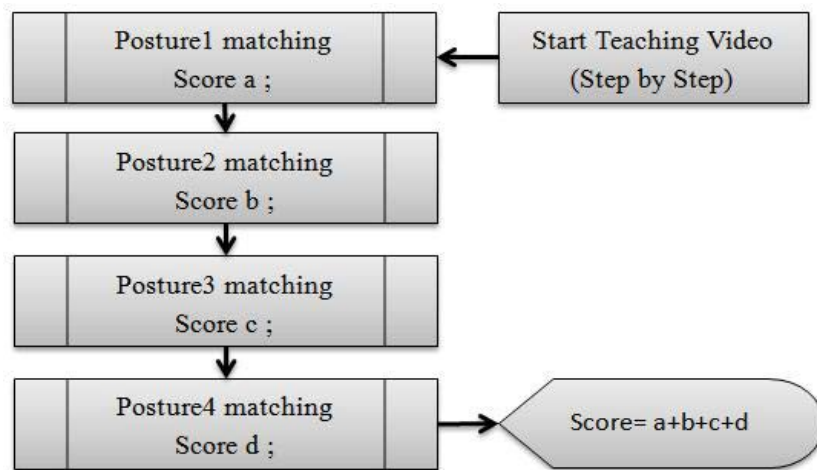 Posture1 matching
Score a ;
Start Teaching Video
(Step by Step)
Posture2 matching
Score b ;
Posture3 matching
Score c ;
Posture4 matching
Score d ;
Score= a+b+c+d